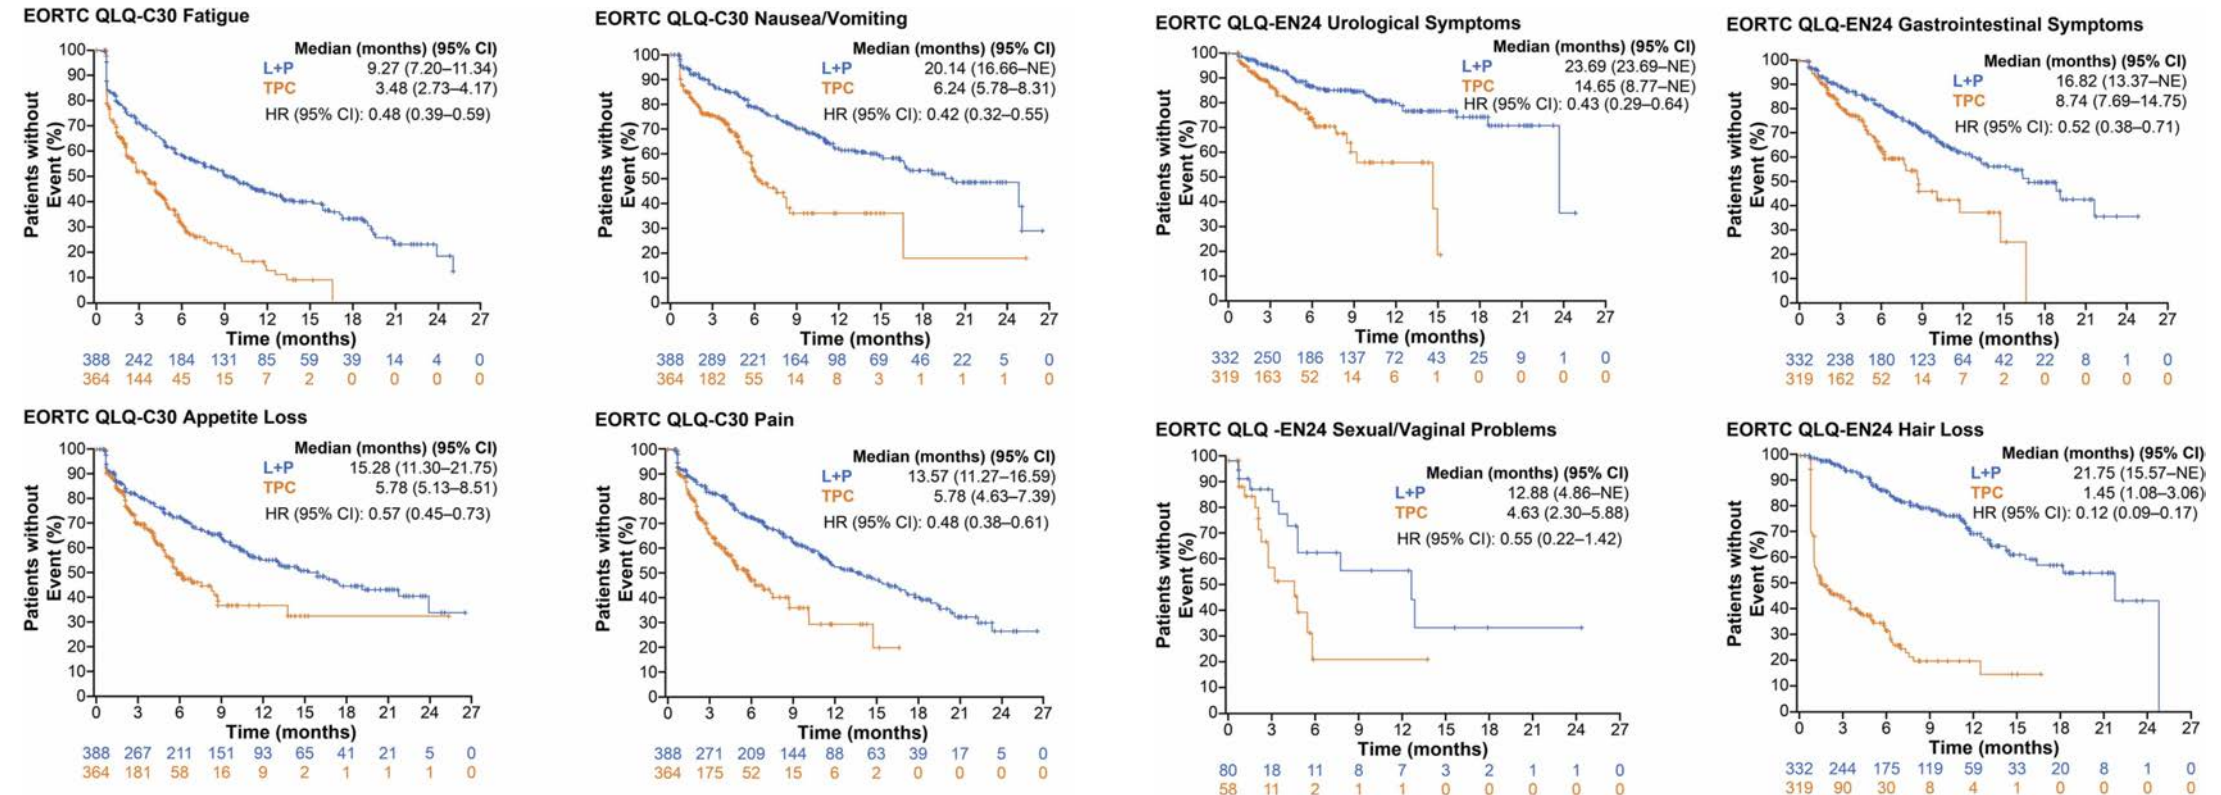 EORTC QLQ-C30 Fatigue
Patients without
Event (%)
100
90
80
70
60
50
40
30
20
10
0
Median (months) (95% CI)
L+P 9.27 (7.20–11.34)
TPC 3.48 (2.73–4.17)
HR (95% CI): 0.48 (0.39–0.59)
0 3 6 9 12 15 18 21 24 27
Time (months)
388 242 184 131 85 59 39 14 4 0
364 144 45 15 7 2 0 0 0 0
EORTC QLQ-C30 Nausea/Vomiting
Patients without
Event (%)
100
90
80
70
60
50
40
30
20
10
0
Median (months) (95% CI)
L+P 20.14 (16.66–NE)
TPC 6.24 (5.78–8.31)
HR (95% CI): 0.42 (0.32–0.55)
0 3 6 9 12 15 18 21 24 27
Time (months)
388 289 221 164 98 69 46 22 5 0
364 182 55 14 8 3 1 1 1 0
EORTC QLQ-EN24 Urological Symptoms
Patients without
Event (%)
100
90
80
70
60
50
40
30
20
10
0
Median (months) (95% CI)
L+P 23.69 (23.69–NE)
TPC 14.65 (8.77–NE)
HR (95% CI): 0.43 (0.29–0.64)
0 3 6 9 12 15 18 21 24 27
Time (months)
332 250 186 137 72 43 25 9 1 0
319 163 52 14 6 1 0 0 0 0
EORTC QLQ-EN24 Gastrointestinal Symptoms
Patients without
Event (%)
100
90
80
70
60
50
40
30
20
10
0
Median (months) (95% CI)
L+P 16.82 (13.37–NE)
TPC 8.74 (7.69–14.75)
HR (95% CI): 0.52 (0.38–0.71)
0 3 6 9 12 15 18 21 24 27
Time (months)
332 238 180 123 64 42 22 8 1 0
319 162 52 14 7 2 0 0 0 0
EORTC QLQ-C30 Appetite Loss
Patients without
Event (%)
100
90
80
70
60
50
40
30
20
10
0
Median (months) (95% CI)
L+P 15.28 (11.30–21.75)
TPC 5.78 (5.13–8.51)
HR (95% CI): 0.57 (0.45–0.73)
0 3 6 9 12 15 18 21 24 27
Time (months)
388 267 211 151 93 65 41 21 5 0
364 181 58 16 9 2 1 1 1 0
EORTC QLQ-C30 Pain
Patients without
Event (%)
100
90
80
70
60
50
40
30
20
10
0
Median (months) (95% CI)
L+P 13.57 (11.27–16.59)
TPC 5.78 (4.63–7.39)
HR (95% CI): 0.48 (0.38–0.61)
0 3 6 9 12 15 18 21 24 27
Time (months)
388 271 209 144 88 63 39 17 5 0
364 175 52 15 6 2 0 0 0 0
EORTC QLQ -EN24 Sexual/Vaginal Problems
Patients without
Event (%)
100
90
80
70
60
50
40
30
20
10
0
Median (months) (95% CI)
L+P 12.88 (4.86–NE)
TPC 4.63 (2.30–5.88)
HR (95% CI): 0.55 (0.22–1.42)
0 3 6 9 12 15 18 21 24 27
Time (months)
80 18 11 8 7 3 2 1 1 0
58 11 2 1 1 0 0 0 0 0
EORTC QLQ-EN24 Hair Loss
Patients without
Event (%)
100
90
80
70
60
50
40
30
20
10
0
Median (months) (95% CI)
L+P 21.75 (15.57–NE)
TPC 1.45 (1.08–3.06)
HR (95% CI): 0.12 (0.09–0.17)
0 3 6 9 12 15 18 21 24 27
Time (months)
332 244 175 119 59 33 20 8 1 0
319 90 30 8 4 1 0 0 0 0